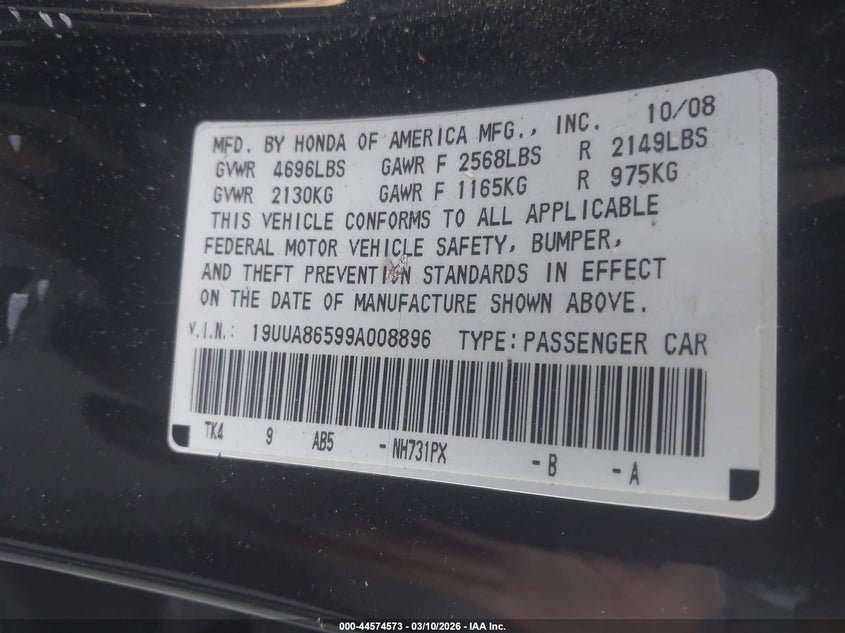 MFD. BY HONDA OF AMERICA MFG., INC. 10/08
GVWR 4696LBS GAWR F 2568LBS R 2149LBS
GVWR 2130KG GAWR F 1165KG R 975KG
THIS VEHICLE CONFORMS TO ALL APPLICABLE
FEDERAL MOTOR VEHICLE SAFETY, BUMPER,
AND THEFT PREVENTION STANDARDS IN EFFECT
ON THE DATE OF MANUFACTURE SHOWN ABOVE.
V.I.N.: 19UUA86599A008896 TYPE: PASSENGER CAR
TK4 9 AB5 - NH731PX - B - A
000-44574573 — 03/10/2026 — IAA Inc.